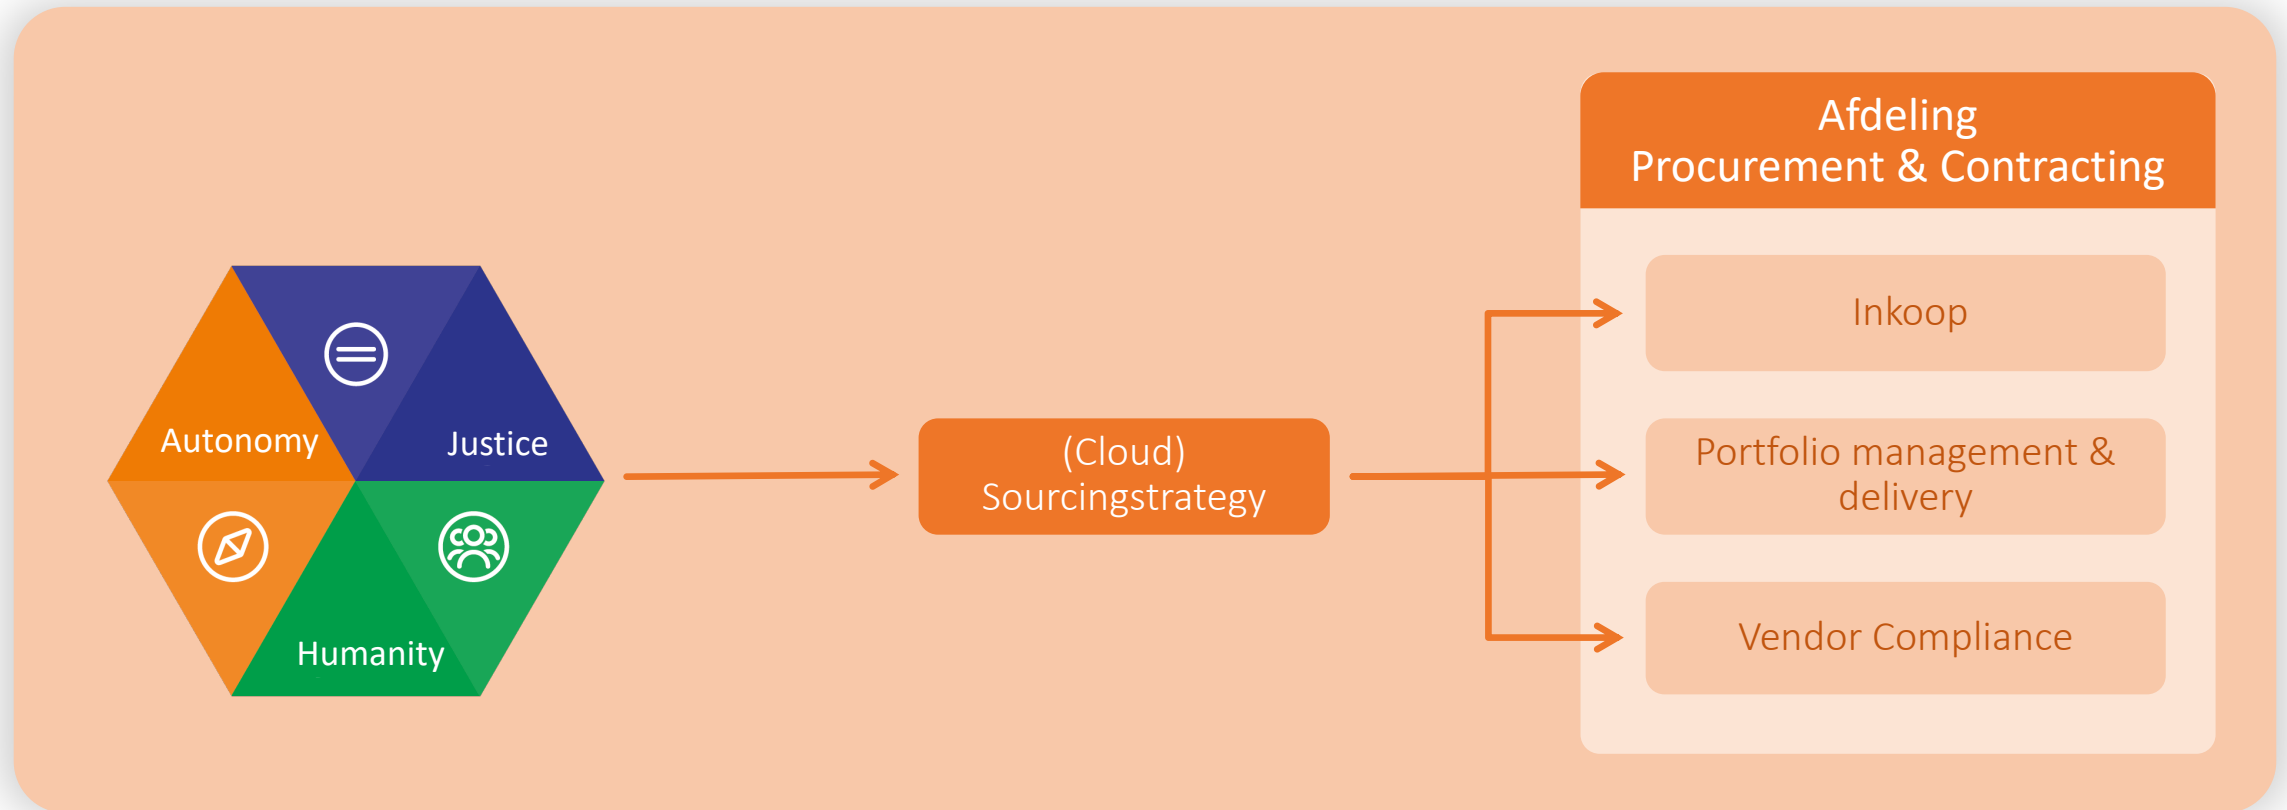 Afdeling
Procurement & Contracting
Autonomy
Justice
Humanity
(Cloud)
Sourcingstrategy
Inkoop
Portfolio management &
delivery
Vendor Compliance